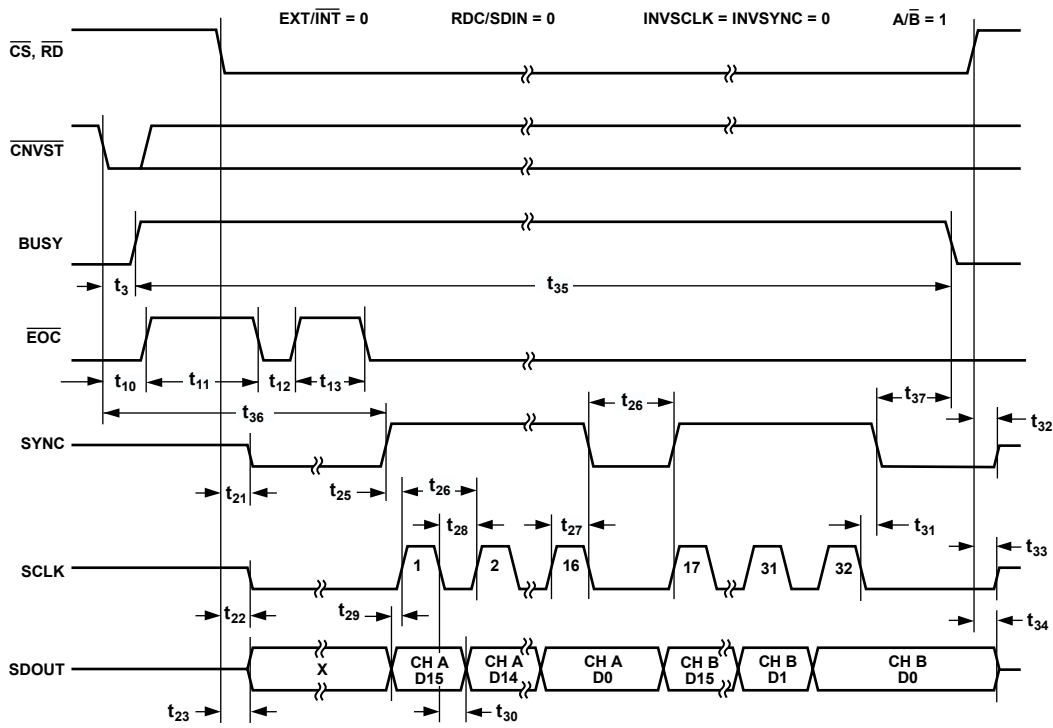 EXT/INT = 0 RDC/SDIN = 0 INVSCLK = INVSYNC = 0 A/B = 1
CS, RD
CNVST
BUSY
t3 t35
EOC
t10 t11 t12 t13
t36 t26 t37 t32
SYNC
t21 t25 t26 t28 t27 t31 t33
SCLK 1 2 16 17 31 32
t22 t29 t34
SDOUT X CH A D15 CH A D14 CH A D0 CH B D15 CH B D1 CH B D0
t23 t30